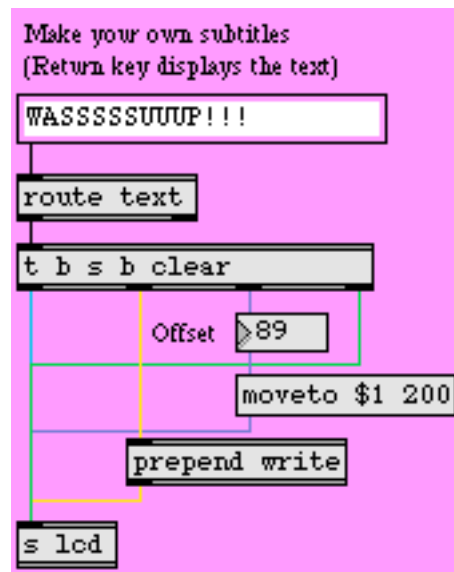 Make your own subtitles
(Return key displays the text)
WASSSSSUUUP!!!
route text
t b s b clear
Offset 89
moveto $1 200
prepend write
s lcd